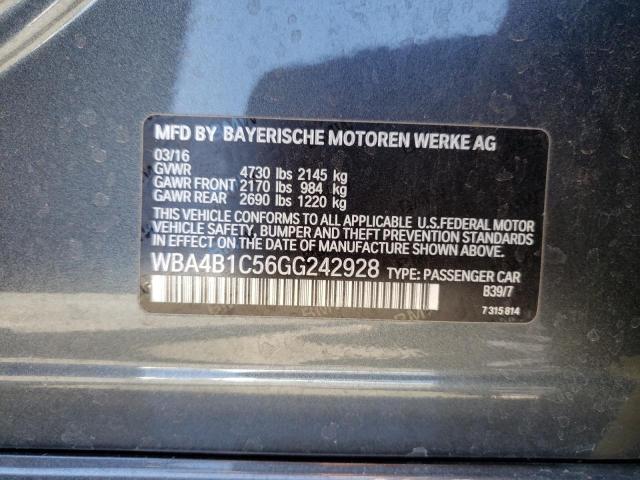 MFD BY BAYERISCHE MOTOREN WERKE AG
03/16
GVWR 4730 lbs 2145 kg
GAWR FRONT 2170 lbs 984 kg
GAWR REAR 2690 lbs 1220 kg
THIS VEHICLE CONFORMS TO ALL APPLICABLE U.S.FEDERAL MOTOR
VEHICLE SAFETY, BUMPER AND THEFT PREVENTION STANDARDS
IN EFFECT ON THE DATE OF MANUFACTURE SHOWN ABOVE.
WBA4B1C56GG242928 TYPE: PASSENGER CAR
B39/7
7 315 814